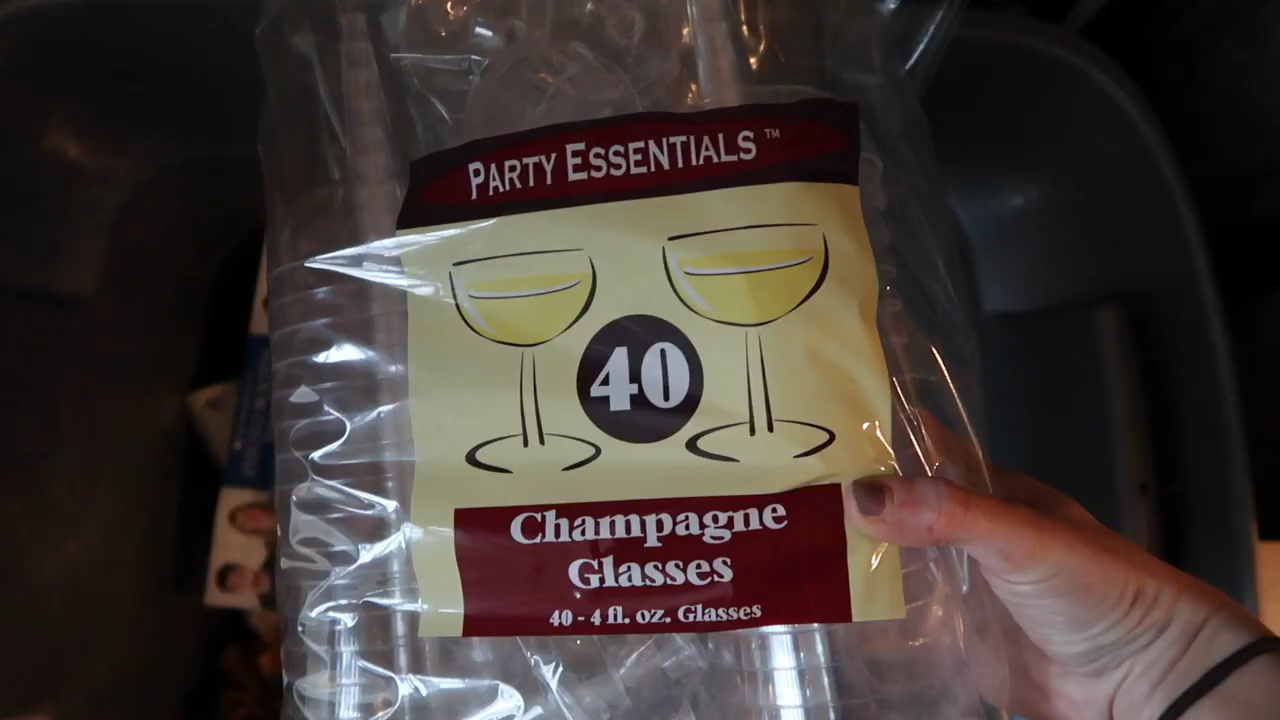 PARTY ESSENTIALS™
40
Champagne
Glasses
40 - 4 fl. oz. Glasses